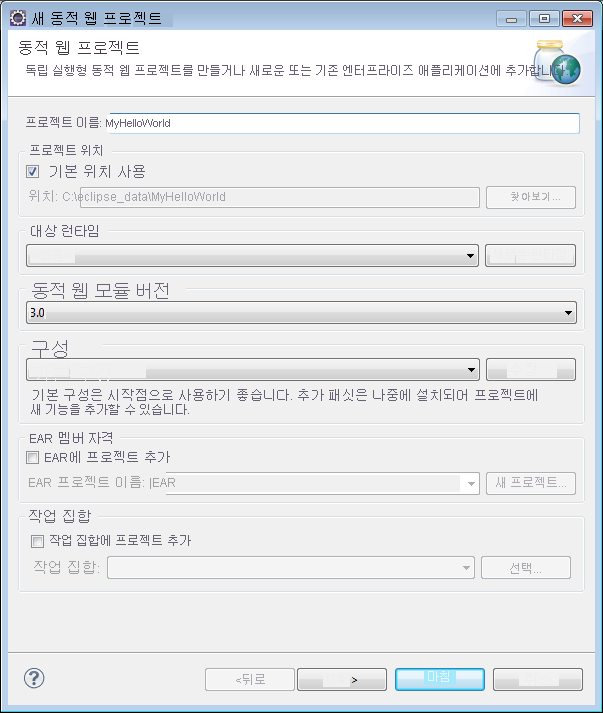 새 동적 웹 프로젝트
동적 웹 프로젝트
독립 실행형 동적 웹 프로젝트를 만들거나 새로운 또는 기존 엔터프라이즈 애플리케이션에 추가합니다.
프로젝트 이름: MyHelloWorld
프로젝트 위치
기본 위치 사용
위치: C:\eclipse_data\MyHelloWorld 찾아보기...
대상 런타임
동적 웹 모듈 버전
3.0
구성
기본 구성은 시작점으로 사용하기 좋습니다. 추가 패싯은 나중에 설치되어 프로젝트에
새 기능을 추가할 수 있습니다.
EAR 멤버 자격
EAR에 프로젝트 추가
EAR 프로젝트 이름: EAR 새 프로젝트...
작업 집합
작업 집합에 프로젝트 추가
작업 집합: 선택...
? <뒤로 > 마침